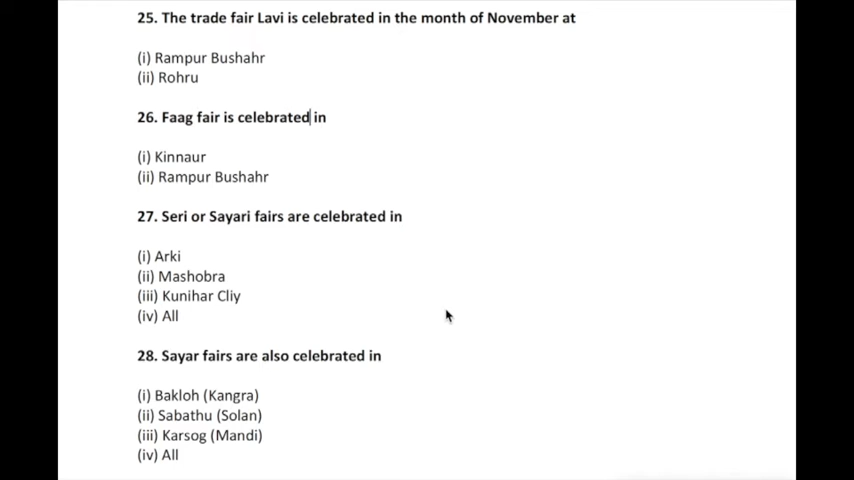 25. The trade fair Lavi is celebrated in the month of November at
(i) Rampur Bushahr
(ii) Rohru
26. Faag fair is celebrated in
(i) Kinnaur
(ii) Rampur Bushahr
27. Seri or Sayari fairs are celebrated in
(i) Arki
(ii) Mashobra
(iii) Kunihar Cliy
(iv) All
28. Sayar fairs are also celebrated in
(i) Bakloh (Kangra)
(ii) Sabathu (Solan)
(iii) Karsog (Mandi)
(iv) All